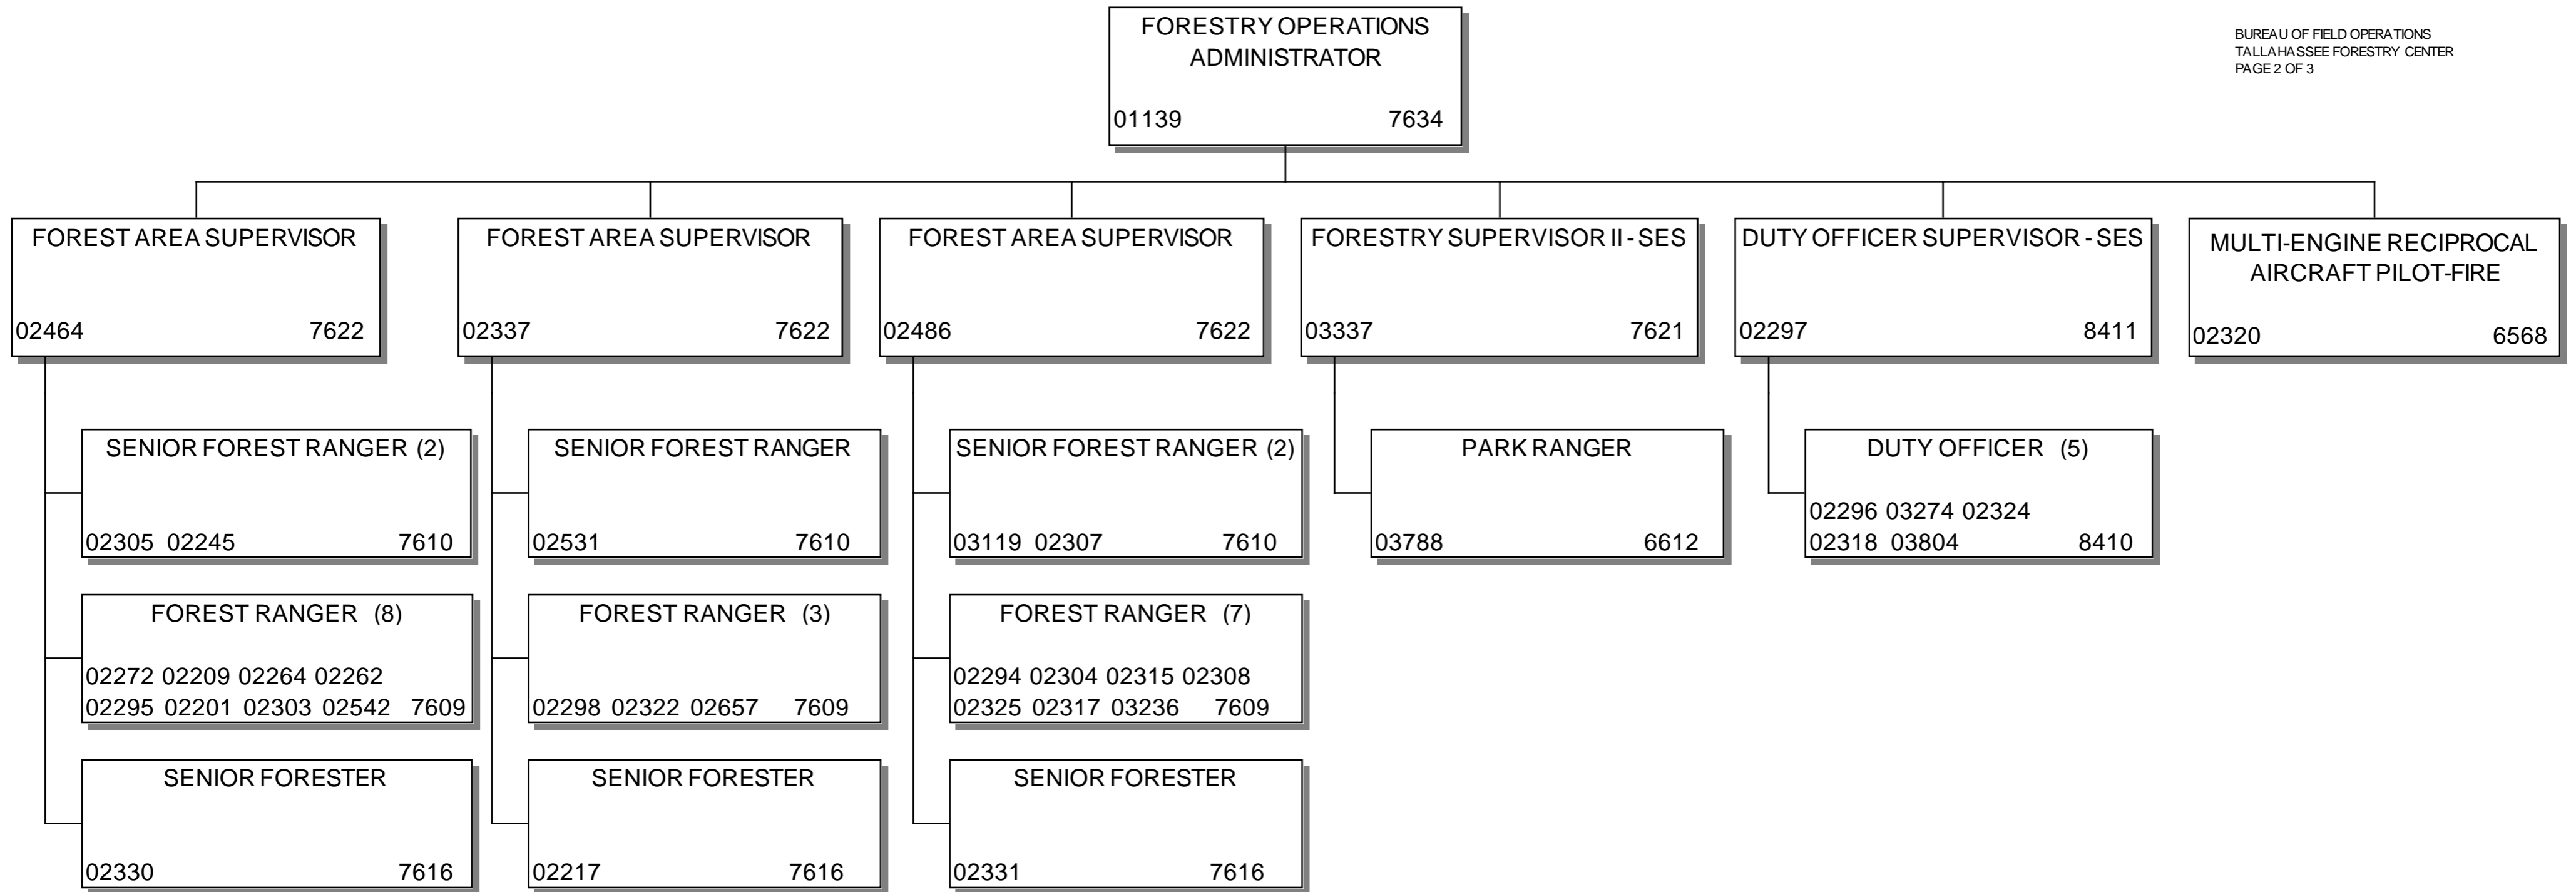 FORESTRY OPERATIONS
ADMINISTRATOR
01139 7634
BUREAU OF FIELD OPERATIONS
TALLAHASSEE FORESTRY CENTER
PAGE 2 OF 3
FOREST AREA SUPERVISOR
02464 7622
FOREST AREA SUPERVISOR
02337 7622
FOREST AREA SUPERVISOR
02486 7622
FORESTRY SUPERVISOR II - SES
03337 7621
DUTY OFFICER SUPERVISOR - SES
02297 8411
MULTI-ENGINE RECIPROCAL
AIRCRAFT PILOT-FIRE
02320 6568
SENIOR FOREST RANGER (2)
02305 02245 7610
SENIOR FOREST RANGER
02531 7610
SENIOR FOREST RANGER (2)
03119 02307 7610
PARK RANGER
03788 6612
DUTY OFFICER (5)
02296 03274 02324
02318 03804 8410
FOREST RANGER (8)
02272 02209 02264 02262
02295 02201 02303 02542 7609
FOREST RANGER (3)
02298 02322 02657 7609
FOREST RANGER (7)
02294 02304 02315 02308
02325 02317 03236 7609
SENIOR FORESTER
02330 7616
SENIOR FORESTER
02217 7616
SENIOR FORESTER
02331 7616